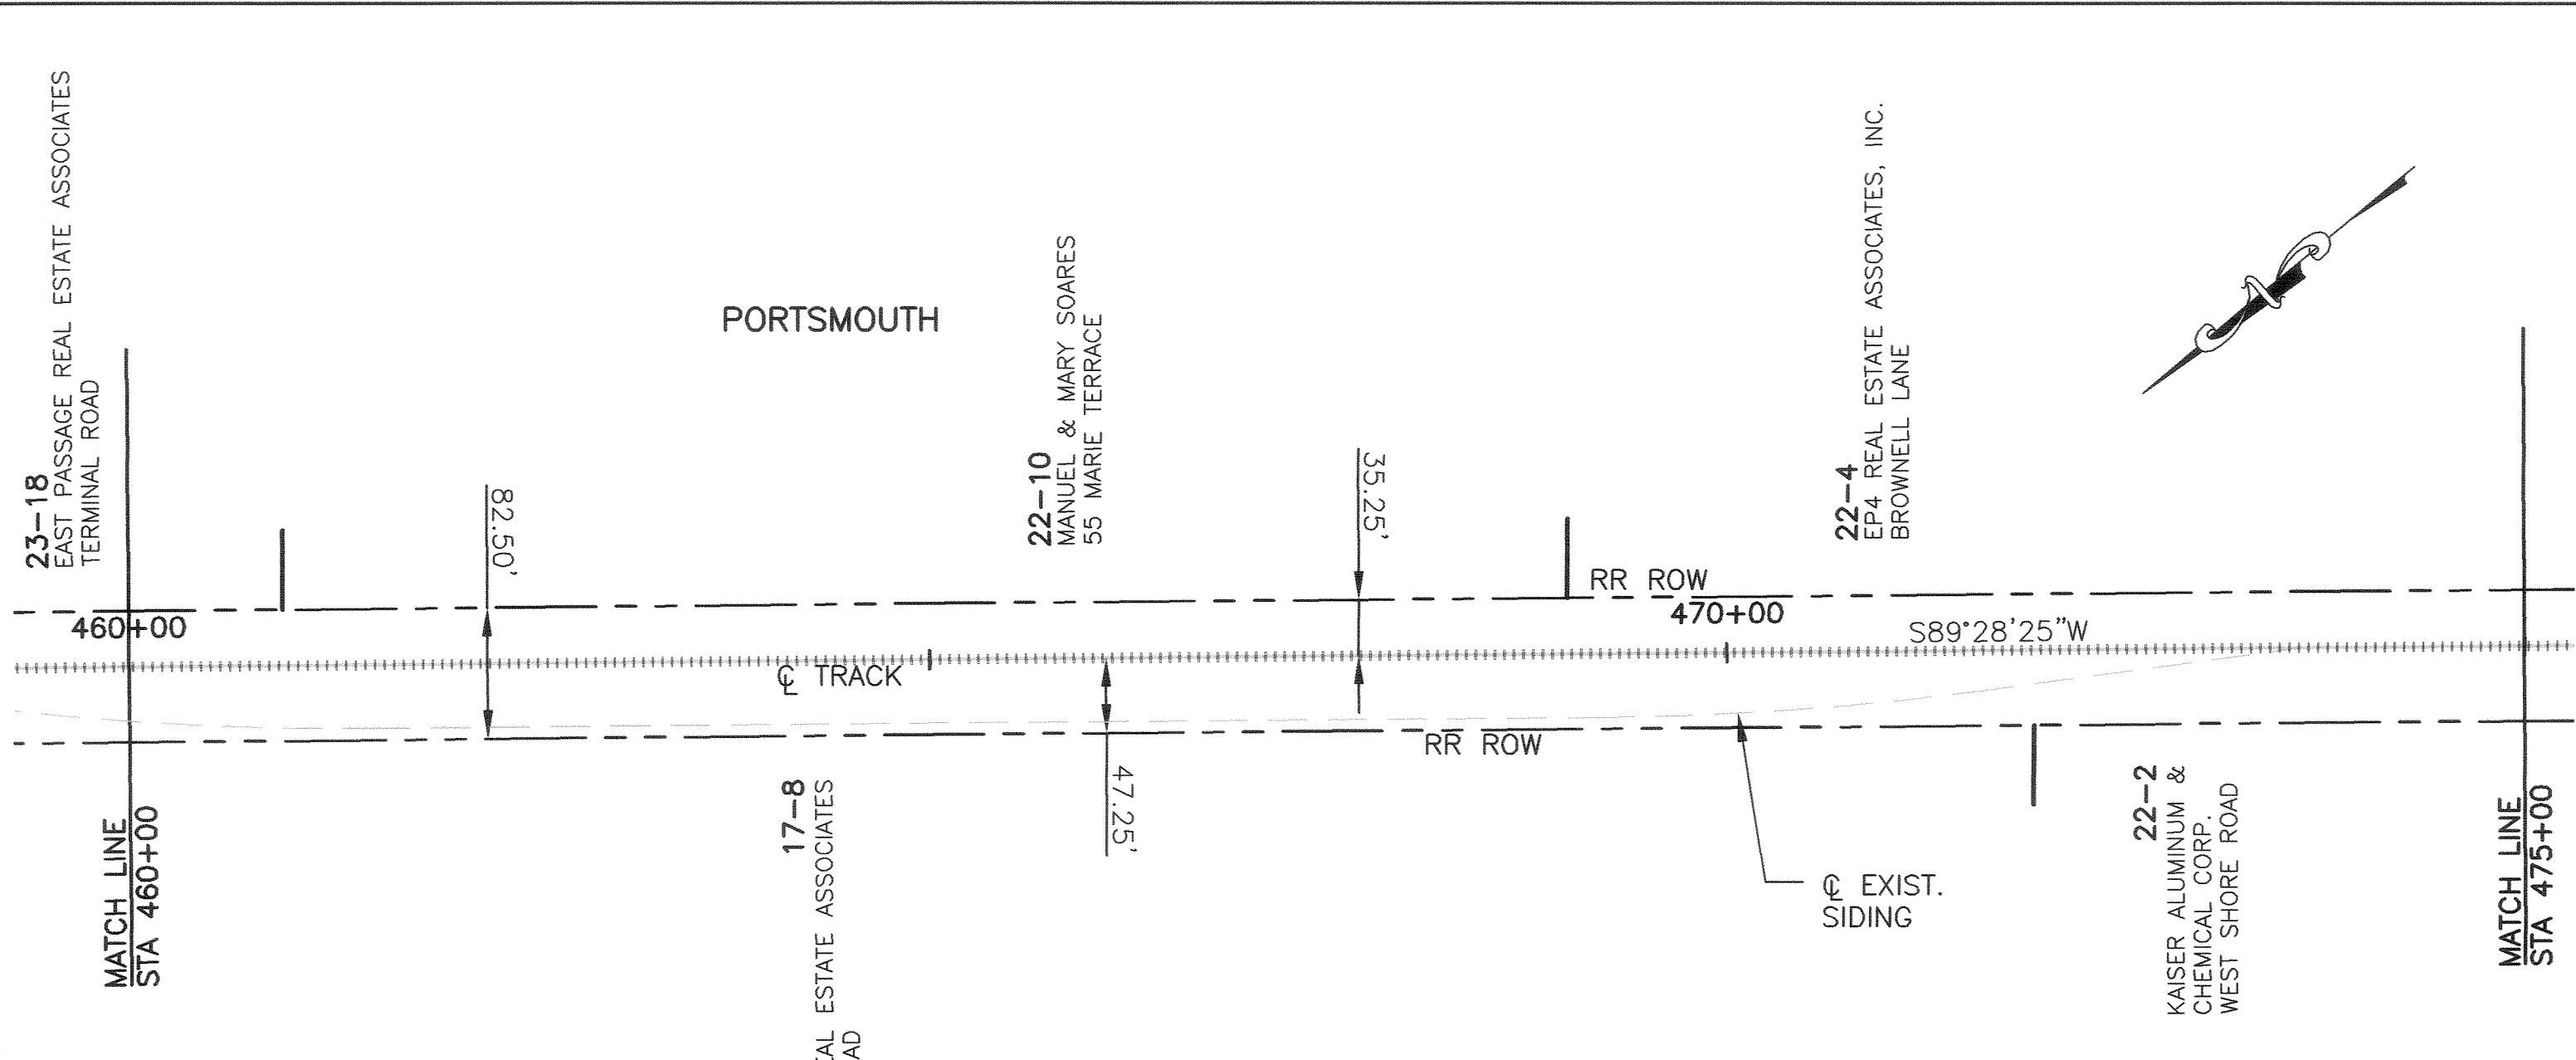 23-18
EAST PASSAGE REAL ESTATE ASSOCIATES
TERMINAL ROAD
PORTSMOUTH
22-10
MANUEL & MARY SOARES
55 MARIE TERRACE
22-4
EP4 REAL ESTATE ASSOCIATES, INC.
BROWNELL LANE
N
82.50'
35.25'
RR ROW
460+00
470+00
S89°28'25"W
℄ TRACK
RR ROW
47.25'
℄ EXIST.
SIDING
MATCH LINE
STA 460+00
17-8
ESTATE ASSOCIATES
22-2
KAISER ALUMINUM &
CHEMICAL CORP.
WEST SHORE ROAD
MATCH LINE
STA 475+00